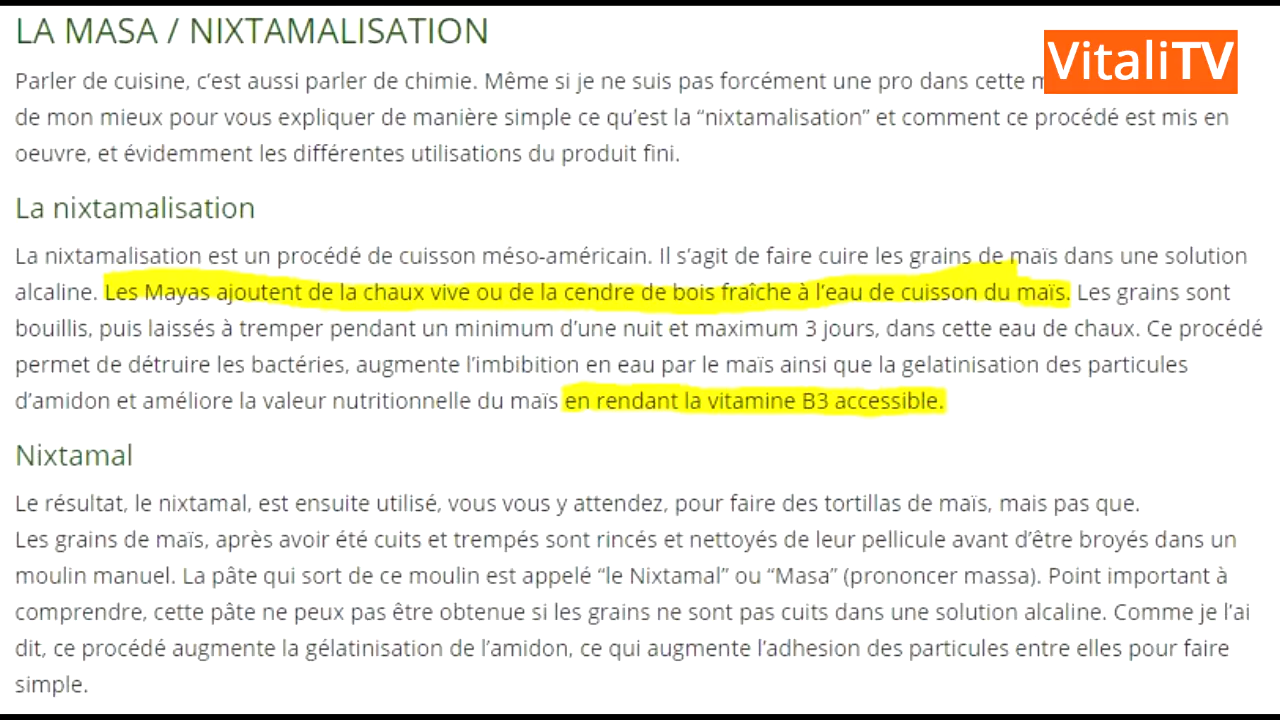 LA MASA / NIXTAMALISATION
VitaliTV
Parler de cuisine, c’est aussi parler de chimie. Même si je ne suis pas forcément une pro dans cette
de mon mieux pour vous expliquer de manière simple ce qu’est la “nixtamalisation” et comment ce procédé est mis en
oeuvre, et évidemment les différentes utilisations du produit fini.
La nixtamalisation
La nixtamalisation est un procédé de cuisson méso-américain. Il s’agit de faire cuire les grains de maïs dans une solution
alcaline. Les Mayas ajoutent de la chaux vive ou de la cendre de bois fraîche à l’eau de cuisson du maïs. Les grains sont
bouillis, puis laissés à tremper pendant un minimum d’une nuit et maximum 3 jours, dans cette eau de chaux. Ce procédé
permet de détruire les bactéries, augmente l’imbibition en eau par le maïs ainsi que la gelatinisation des particules
d’amidon et améliore la valeur nutritionnelle du maïs en rendant la vitamine B3 accessible.
Nixtamal
Le résultat, le nixtamal, est ensuite utilisé, vous vous y attendez, pour faire des tortillas de maïs, mais pas que.
Les grains de maïs, après avoir été cuits et trempés sont rincés et nettoyés de leur pellicule avant d’être broyés dans un
moulin manuel. La pâte qui sort de ce moulin est appelé “le Nixtamal” ou “Masa” (prononcer massa). Point important à
comprendre, cette pâte ne peux pas être obtenue si les grains ne sont pas cuits dans une solution alcaline. Comme je l’ai
dit, ce procédé augmente la gélatinisation de l’amidon, ce qui augmente l’adhesion des particules entre elles pour faire
simple.